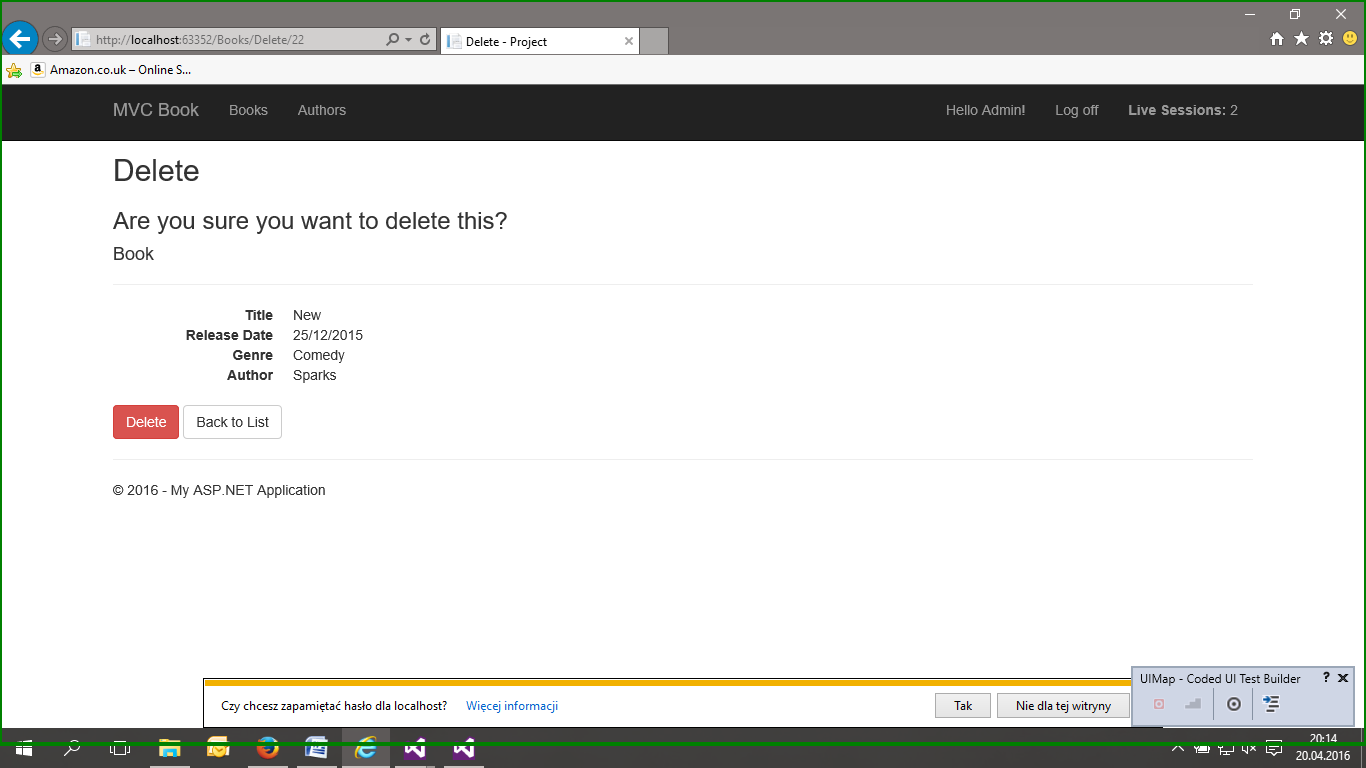 http://localhost:63352/Books/Delete/22
Delete - Project
Amazon.co.uk – Online S...
MVC Book Books Authors Hello Admin! Log off Live Sessions: 2
Delete
Are you sure you want to delete this?
Book
Title New
Release Date 25/12/2015
Genre Comedy
Author Sparks
Delete Back to List
© 2016 - My ASP.NET Application
UIMap - Coded UI Test Builder ?
Czy chcesz zapamiętać hasło dla localhost? Więcej informacji Tak Nie dla tej witryny
20:14
20.04.2016